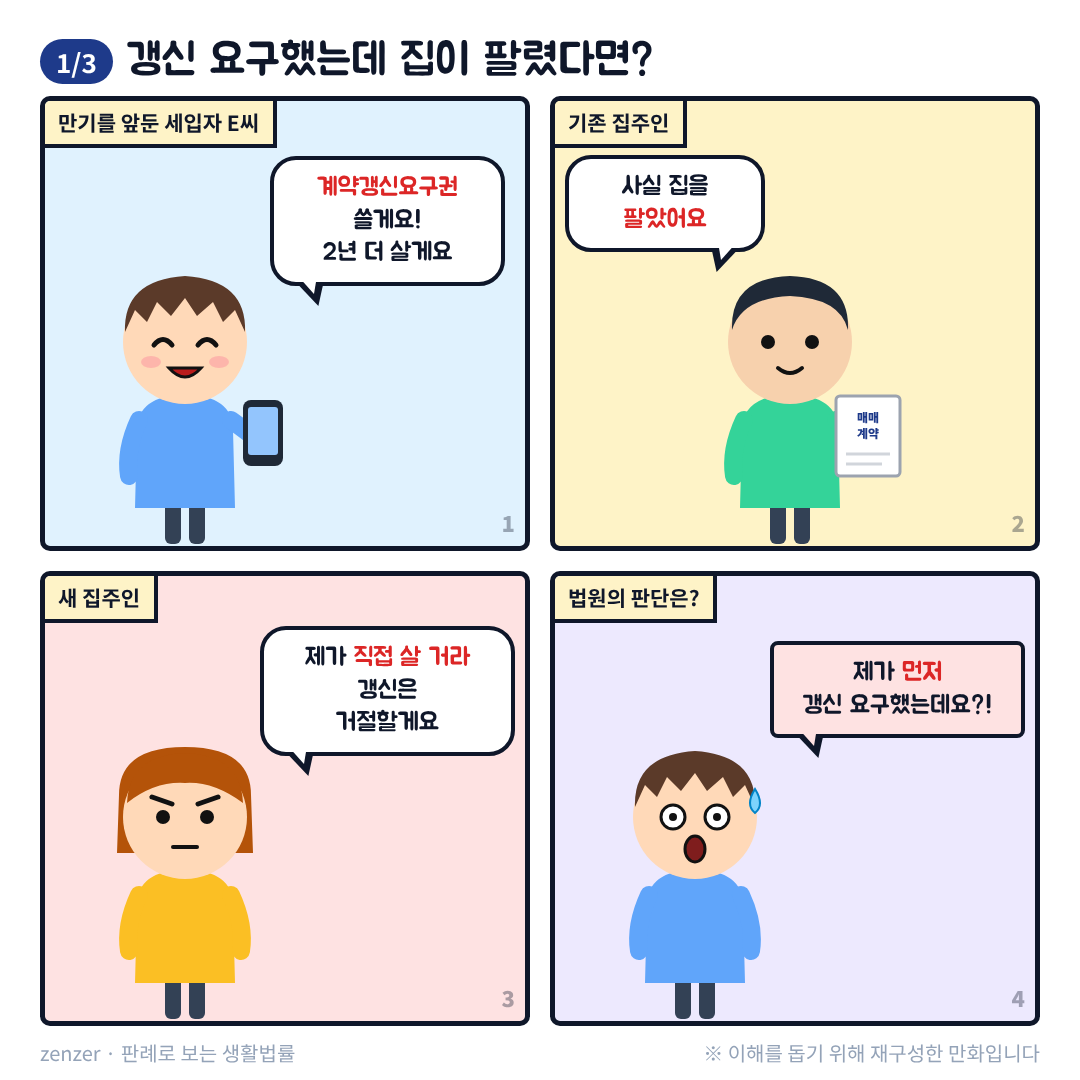 1/3 갱신 요구했는데 집이 팔렸다면?
만기를 앞둔 세입자 E씨
계약갱신요구권
쓸게요!
2년 더 살게요
1
기존 집주인
사실 집을
팔았어요
매매
계약
2
새 집주인
제가 직접 살 거라
갱신은
거절할게요
3
법원의 판단은?
제가 먼저
갱신 요구했는데요?!
4
zenzer · 판례로 보는 생활법률
※ 이해를 돕기 위해 재구성한 만화입니다